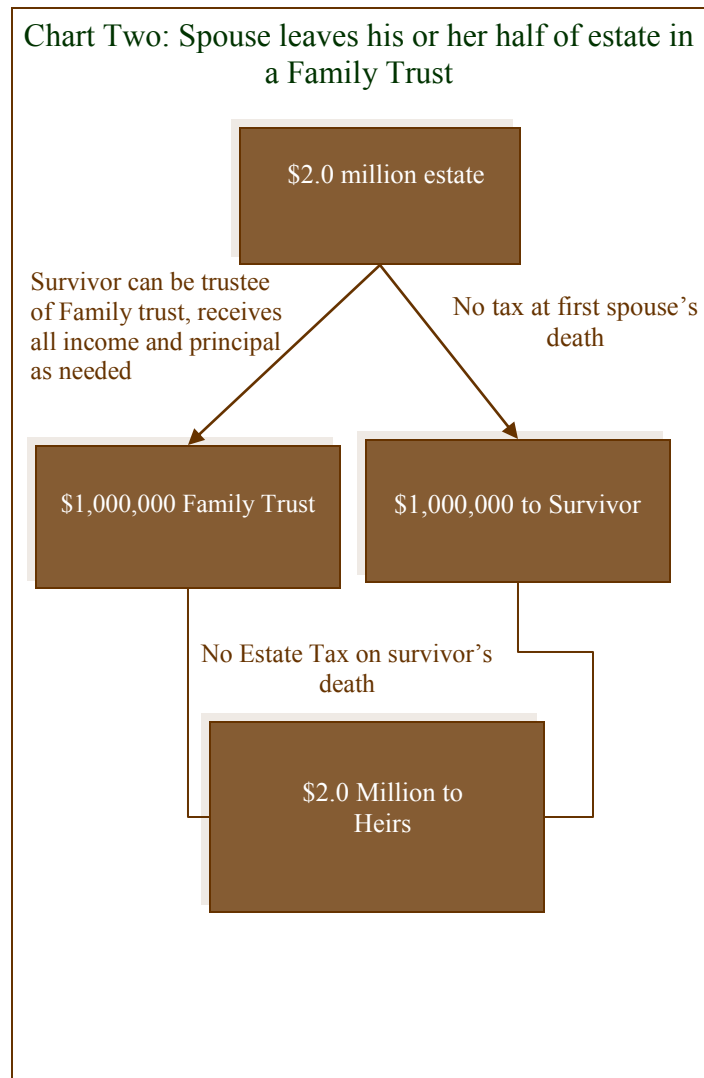 Chart Two: Spouse leaves his or her half of estate in
a Family Trust
$2.0 million estate
Survivor can be trustee
of Family trust, receives
all income and principal
as needed
No tax at first spouse’s
death
$1,000,000 Family Trust
$1,000,000 to Survivor
No Estate Tax on survivor’s
death
$2.0 Million to
Heirs